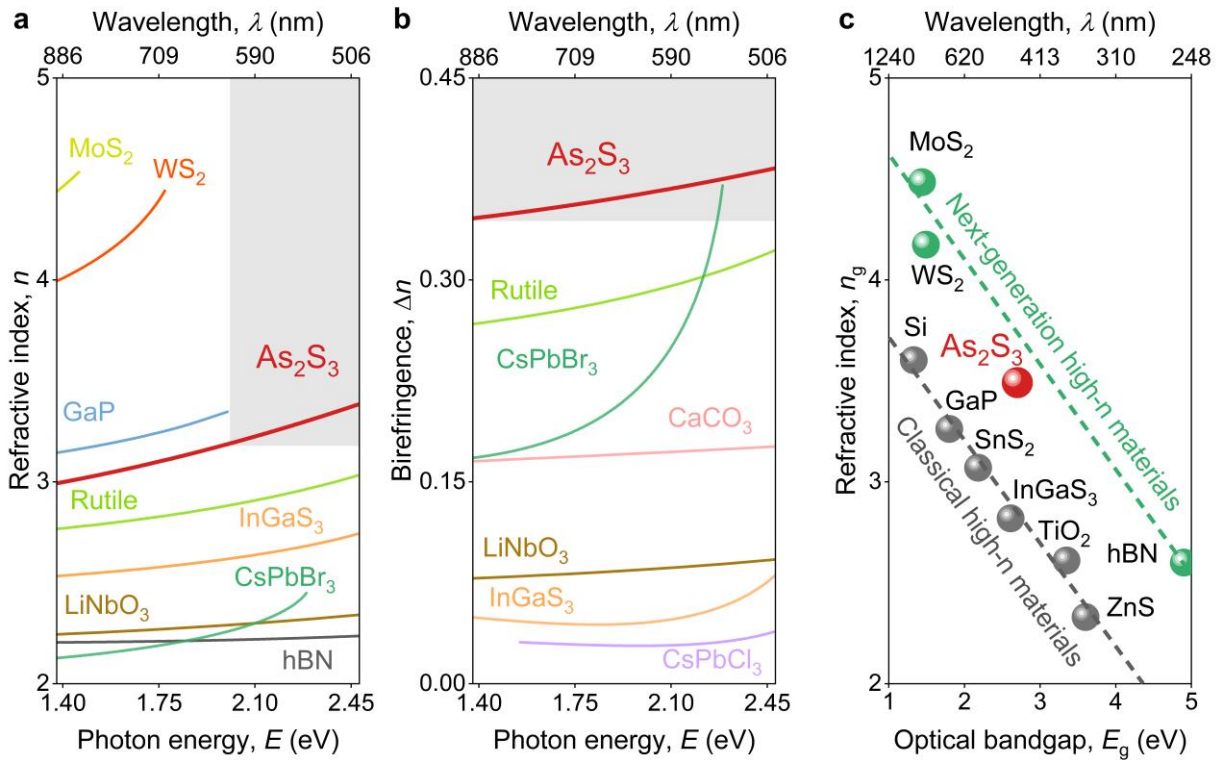 a
Wavelength, λ (nm)
886 709 590 506
5
4
3
2
Refractive index, n
MoS₂
WS₂
As₂S₃
GaP
Rutile
InGaS₃
CsPbBr₃
LiNbO₃
hBN
1.40 1.75 2.10 2.45
Photon energy, E (eV)
b
Wavelength, λ (nm)
886 709 590 506
0.45
0.30
0.15
0.00
Birefringence, Δn
As₂S₃
Rutile
CsPbBr₃
CaCO₃
LiNbO₃
InGaS₃
CsPbCl₃
1.40 1.75 2.10 2.45
Photon energy, E (eV)
c
Wavelength, λ (nm)
1240 620 413 310 248
5
4
3
2
Refractive index, n_g
MoS₂
WS₂
Next-generation high-n materials
Si
As₂S₃
GaP
SnS₂
InGaS₃
TiO₂
hBN
ZnS
Classical high-n materials
1 2 3 4 5
Optical bandgap, E_g (eV)